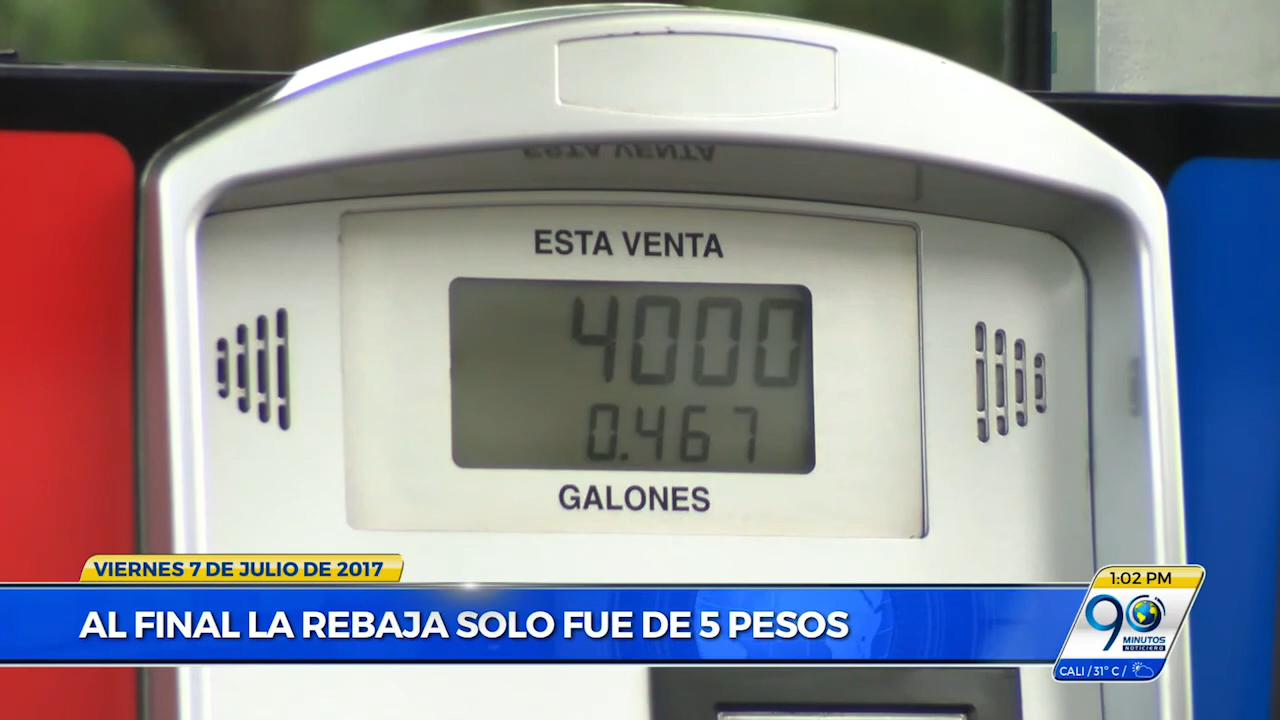 ESTA VENTA
ESTA VENTA
4000
0.467
GALONES
VIERNES 7 DE JULIO DE 2017
AL FINAL LA REBAJA SOLO FUE DE 5 PESOS
1:02 PM
90
MINUTOS
NOTICIERO
CALI / 31° C /